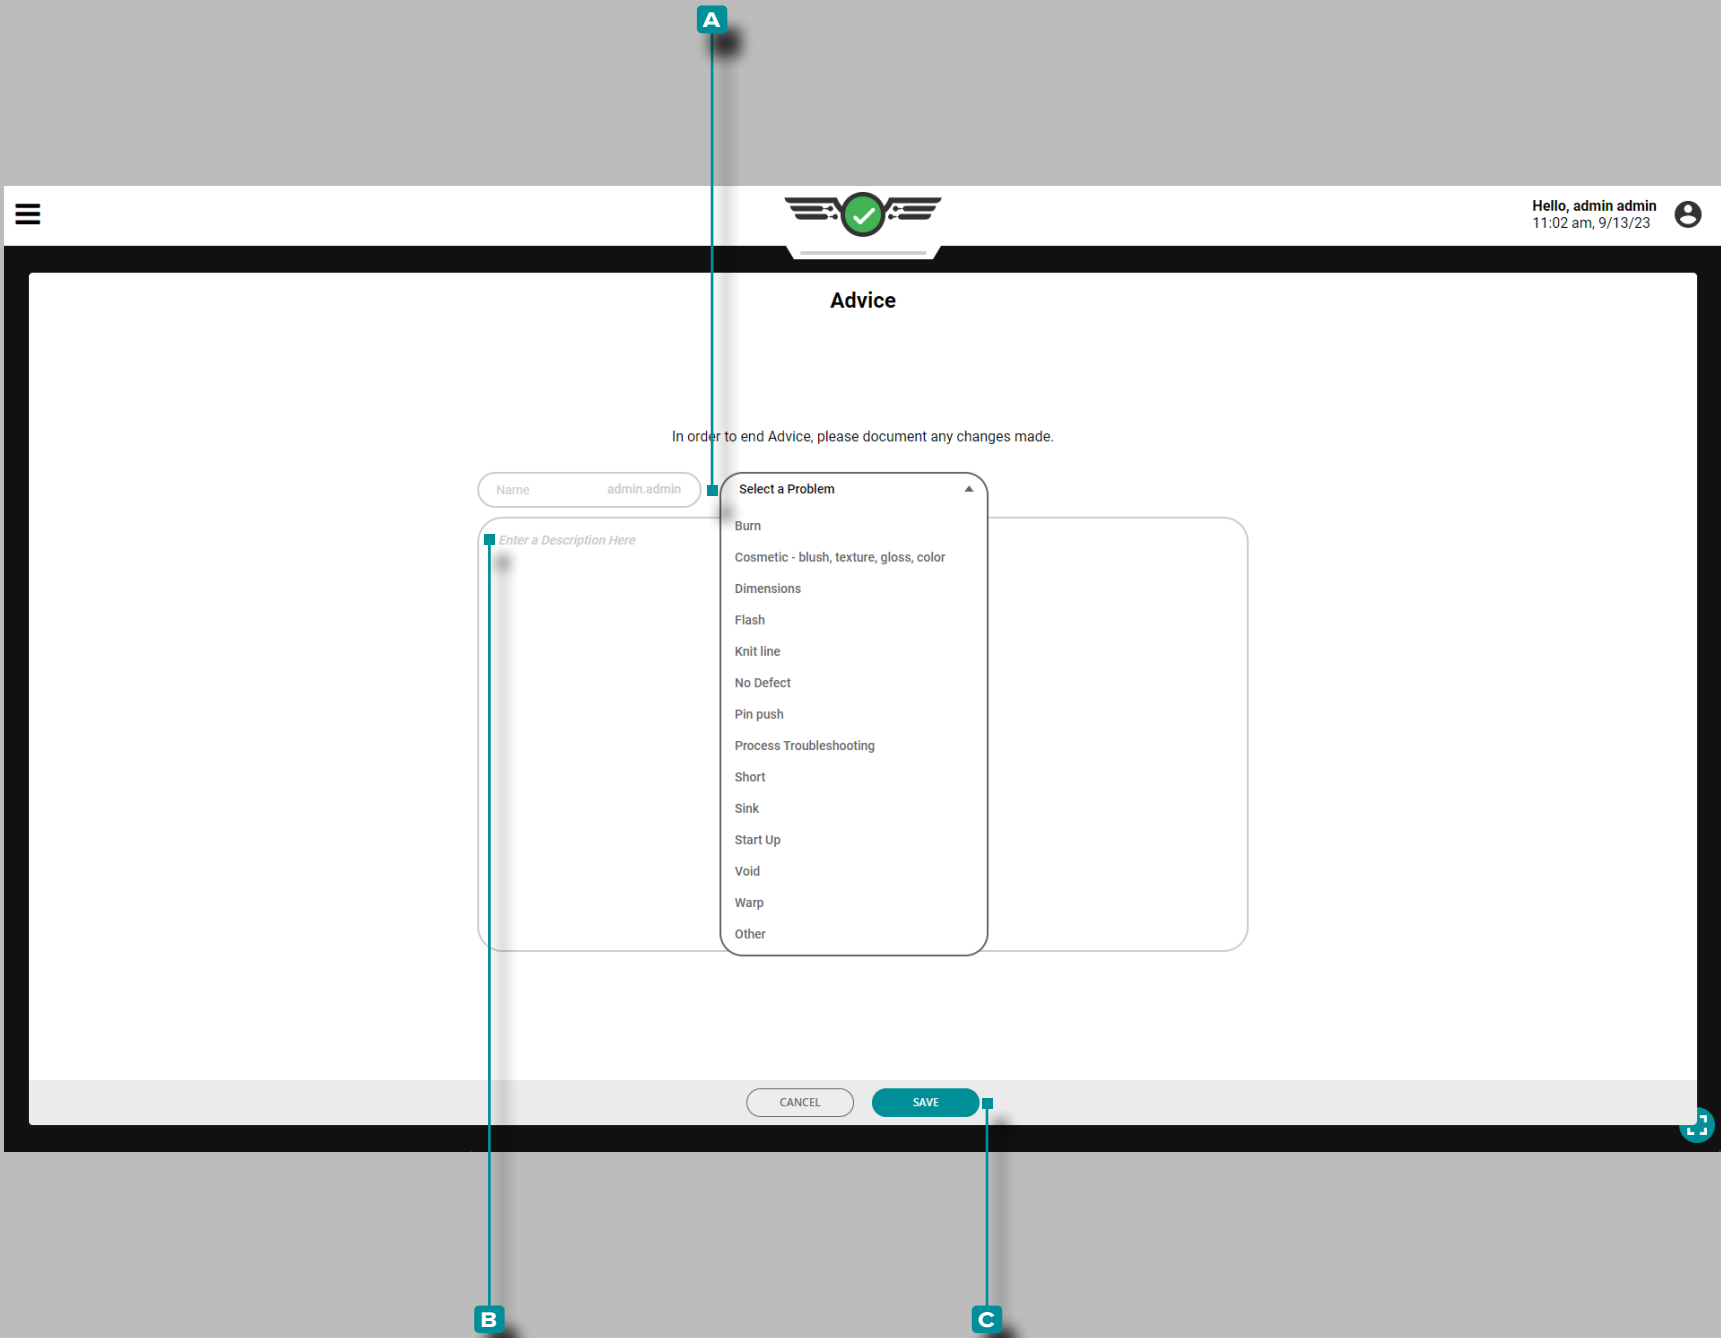 A
Hello, admin admin
11:02 am, 9/13/23
Advice
In order to end Advice, please document any changes made.
Name admin.admin
Select a Problem
Enter a Description Here
Burn
Cosmetic - blush, texture, gloss, color
Dimensions
Flash
Knit line
No Defect
Pin push
Process Troubleshooting
Short
Sink
Start Up
Void
Warp
Other
CANCEL
SAVE
B
C